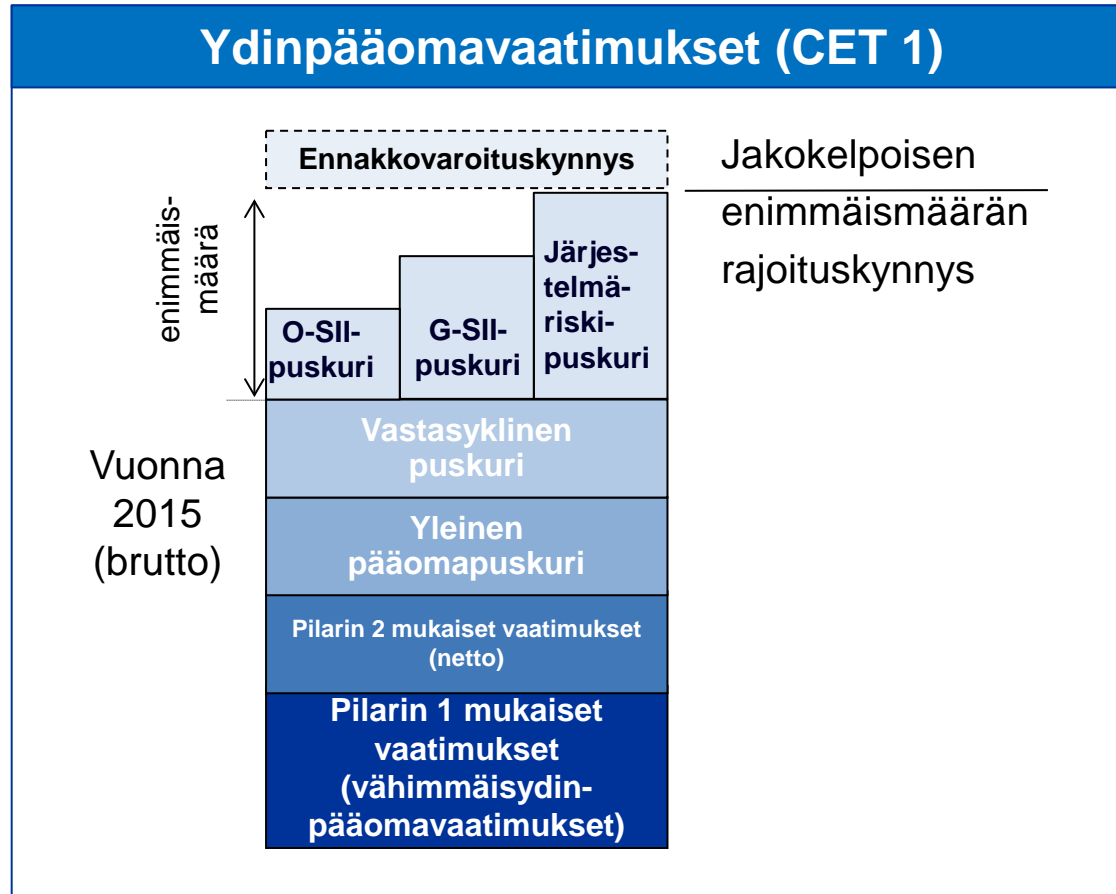 Ydinpääomavaatimukset (CET 1)
Ennakkovaroituskynnys
Jakokelpoisen
enimmäismäärän
rajoituskynnys
enimmäis-
määrä
O-SII-
puskuri
G-SII-
puskuri
Järjes-
telmä-
riski-
puskuri
Vastasyklinen
puskuri
Vuonna
2015
(brutto)
Yleinen
pääomapuskuri
Pilarin 2 mukaiset vaatimukset
(netto)
Pilarin 1 mukaiset
vaatimukset
(vähimmäisydin-
pääomavaatimukset)